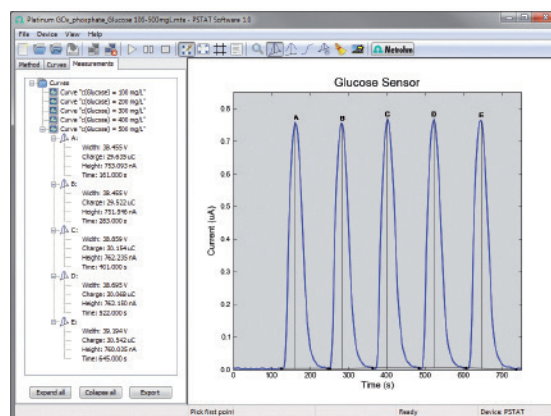 Platinum GOx_phosphate_Glucose 100-500mgl.mta - PSTAT Software 1.0
File Device View Help
Metrohm
Method Curves Measurements
Curves
Curve "c(Glucose) = 100 mg/L"
Curve "c(Glucose) = 200 mg/L"
Curve "c(Glucose) = 300 mg/L"
Curve "c(Glucose) = 400 mg/L"
Curve "c(Glucose) = 500 mg/L"
A:
Width: 38.455 V
Charge: 29.635 uC
Height: 753.093 nA
Time: 161.000 s
B:
Width: 38.455 V
Charge: 29.522 uC
Height: 751.546 nA
Time: 283.000 s
C:
Width: 38.859 V
Charge: 30.154 uC
Height: 762.235 nA
Time: 401.000 s
D:
Width: 38.695 V
Charge: 30.068 uC
Height: 762.150 nA
Time: 522.000 s
E:
Width: 39.394 V
Charge: 30.542 uC
Height: 760.035 nA
Time: 645.000 s
Expand all Collapse all Export
Glucose Sensor
A B C D E
Current (uA)
0.8
0.7
0.6
0.5
0.4
0.3
0.2
0.1
0.0
0 100 200 300 400 500 600 700
Time (s)
Pick first point Ready Device: PSTAT